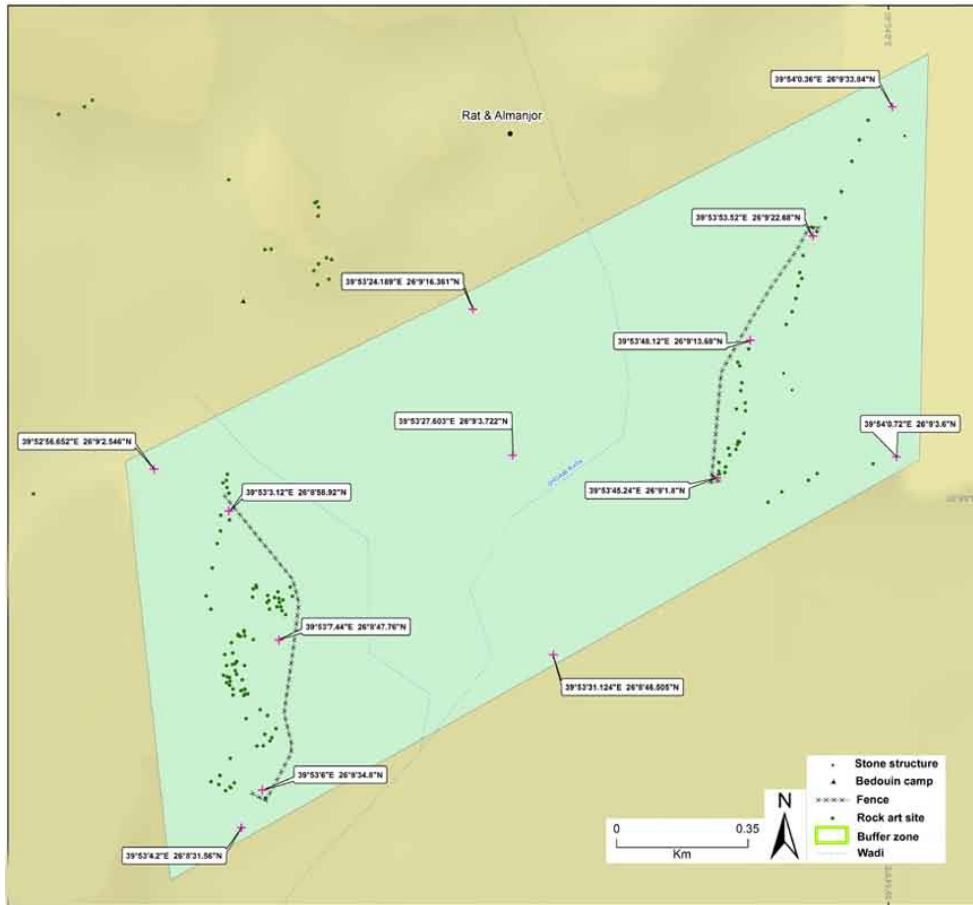 39°54'0.36"E 26°9'33.84"N
Rat & Almanjor
39°53'53.52"E 26°9'22.68"N
39°53'24.189"E 26°9'16.361"N
39°53'48.12"E 26°9'13.68"N
39°53'27.603"E 26°9'3.722"N
39°54'0.72"E 26°9'3.6"N
39°52'56.652"E 26°9'2.546"N
39°53'45.24"E 26°9'1.8"N
39°53'3.12"E 26°8'58.92"N
39°53'7.44"E 26°8'47.76"N
39°53'31.124"E 26°8'46.505"N
39°53'6"E 26°8'34.8"N
39°53'4.2"E 26°8'31.56"N
0 0.35
Km
N
Stone structure
Bedouin camp
Fence
Rock art site
Buffer zone
Wadi